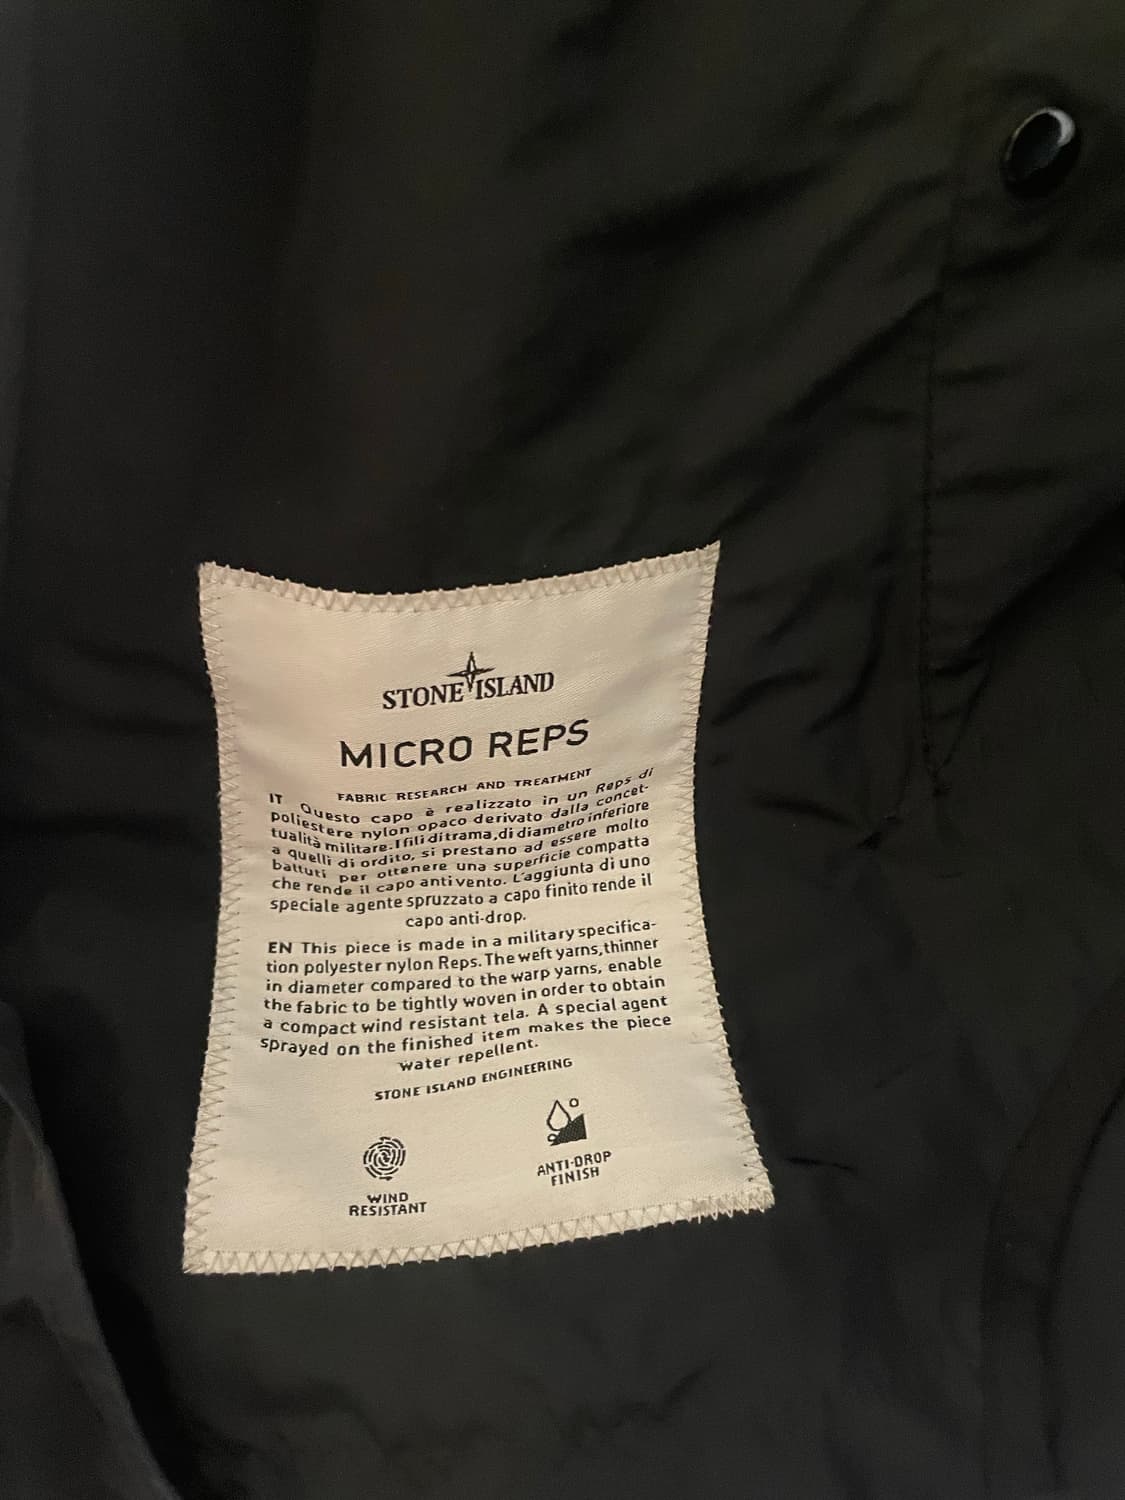 STONE ISLAND
MICRO REPS
FABRIC RESEARCH AND TREATMENT
IT Questo capo è realizzato in un Reps di
poliestere nylon opaco derivato dalla concet-
tualità militare. I fili di trama, di diametro inferiore
a quelli di ordito, si prestano ad essere molto
battuti per ottenere una superficie compatta
che rende il capo anti vento. L'aggiunta di uno
speciale agente spruzzato a capo finito rende il
capo anti-drop.
EN This piece is made in a military specifica-
tion polyester nylon Reps. The weft yarns, thinner
in diameter compared to the warp yarns, enable
the fabric to be tightly woven in order to obtain
a compact wind resistant tela. A special agent
sprayed on the finished item makes the piece
water repellent.
STONE ISLAND ENGINEERING
WIND
RESISTANT
ANTI-DROP
FINISH